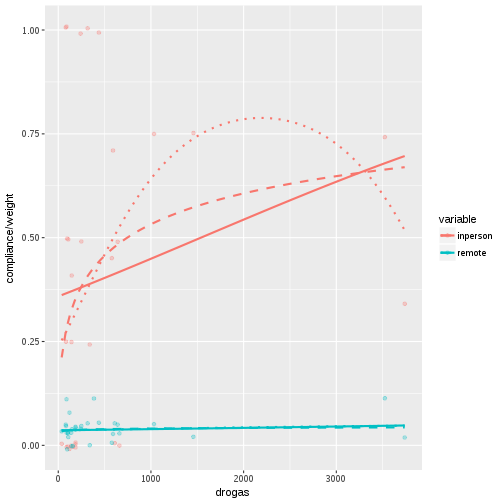 1.00
0.75
0.50
0.25
0.00
compliance/weight
0 1000 2000 3000
drogas
variable
inperson
remote